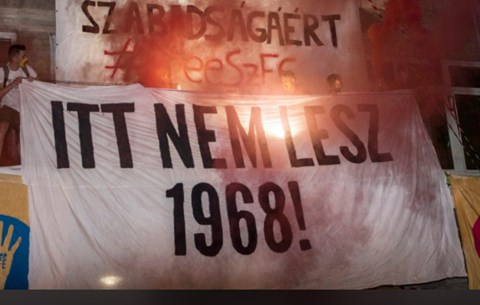 SZABADSÁGÁÉRT
#FreeSzFE
ITT NEM LESZ
1968!